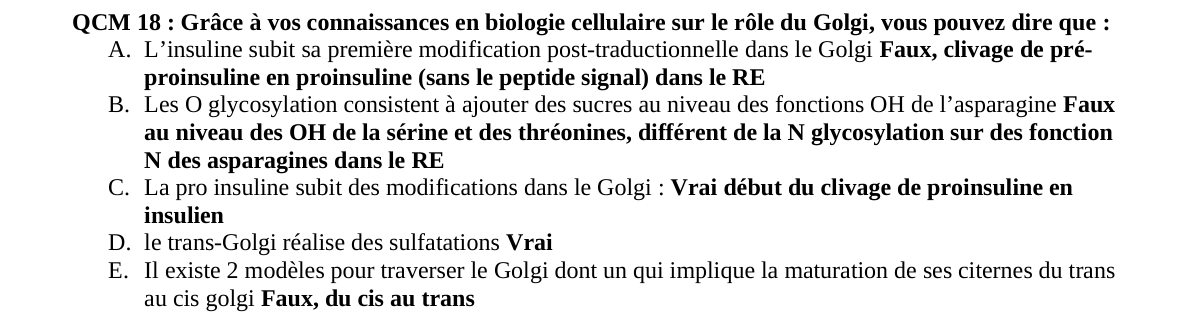 QCM 18 : Grâce à vos connaissances en biologie cellulaire sur le rôle du Golgi, vous pouvez dire que :
A. L’insuline subit sa première modification post-traductionnelle dans le Golgi Faux, clivage de pré-
proinsuline en proinsuline (sans le peptide signal) dans le RE
B. Les O glycosylation consistent à ajouter des sucres au niveau des fonctions OH de l’asparagine Faux
au niveau des OH de la sérine et des thréonines, différent de la N glycosylation sur des fonction
N des asparagines dans le RE
C. La pro insuline subit des modifications dans le Golgi : Vrai début du clivage de proinsuline en
insulien
D. le trans-Golgi réalise des sulfatations Vrai
E. Il existe 2 modèles pour traverser le Golgi dont un qui implique la maturation de ses citernes du trans
au cis golgi Faux, du cis au trans